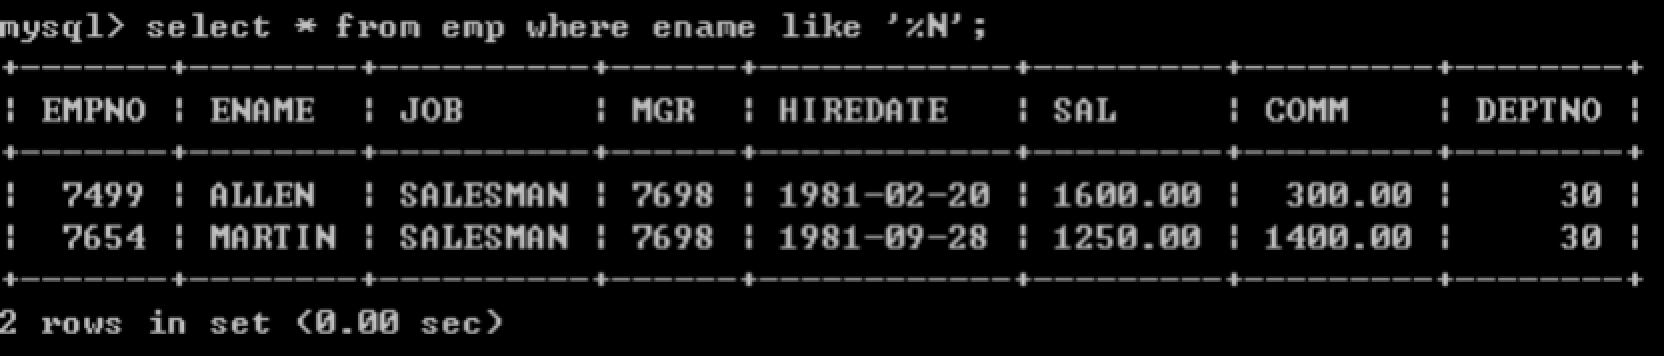 mysql> select * from emp where ename like '%N';
+-------+--------+----------+------+------------+---------+---------+--------+
| EMPNO | ENAME  | JOB      | MGR  | HIREDATE   | SAL     | COMM    | DEPTNO |
+-------+--------+----------+------+------------+---------+---------+--------+
|  7499 | ALLEN  | SALESMAN | 7698 | 1981-02-20 | 1600.00 |  300.00 |     30 |
|  7654 | MARTIN | SALESMAN | 7698 | 1981-09-28 | 1250.00 | 1400.00 |     30 |
+-------+--------+----------+------+------------+---------+---------+--------+
2 rows in set (0.00 sec)